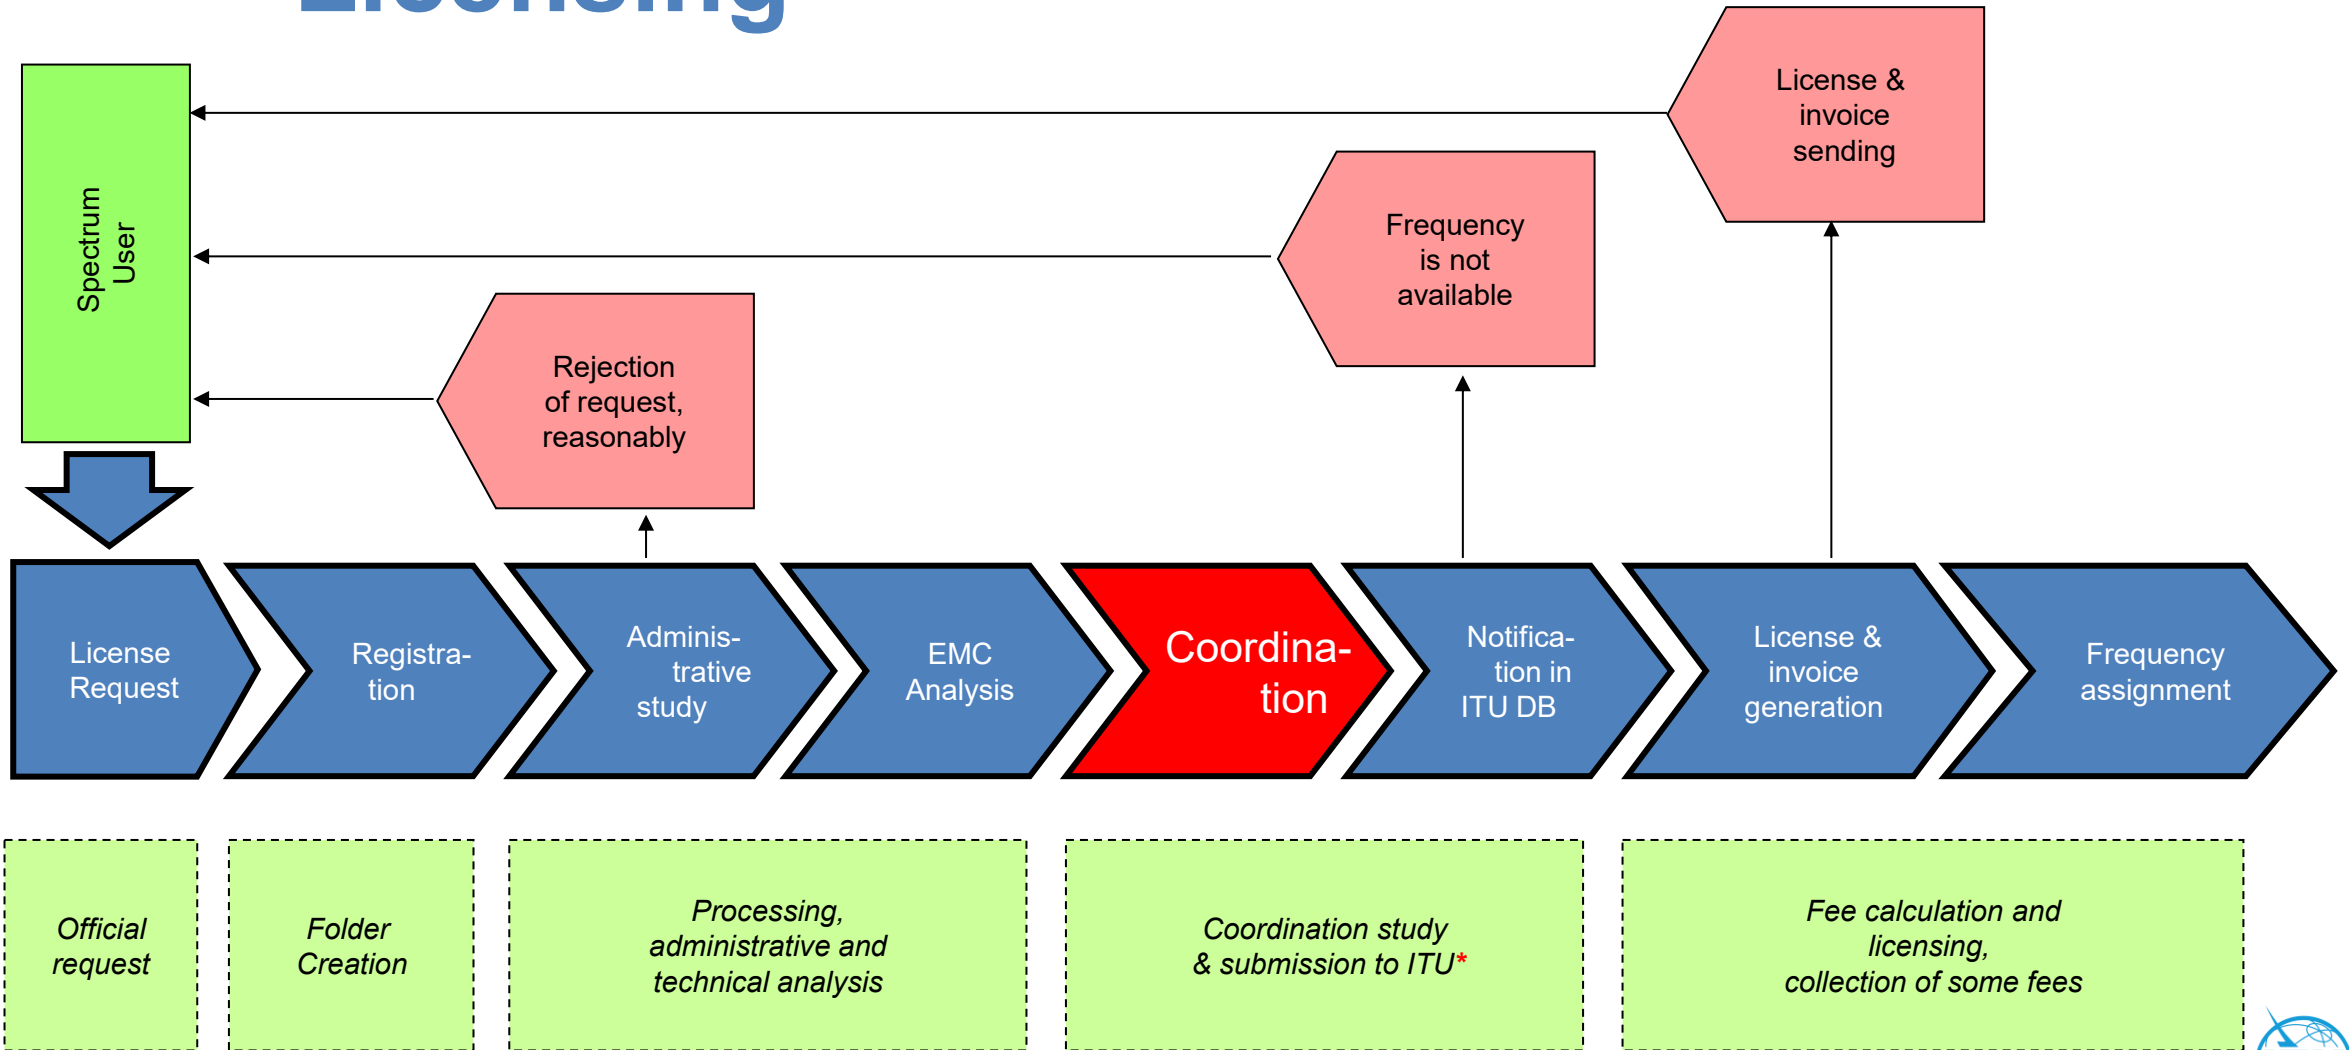 Licensing
License &
invoice
sending
Spectrum
User
Frequency
is not
available
Rejection
of request,
reasonably
License
Request
Registra-
tion
Adminis-
trative
study
EMC
Analysis
Coordina-
tion
Notifica-
tion in
ITU DB
License &
invoice
generation
Frequency
assignment
Official
request
Folder
Creation
Processing,
administrative and
technical analysis
Coordination study
& submission to ITU*
Fee calculation and
licensing,
collection of some fees